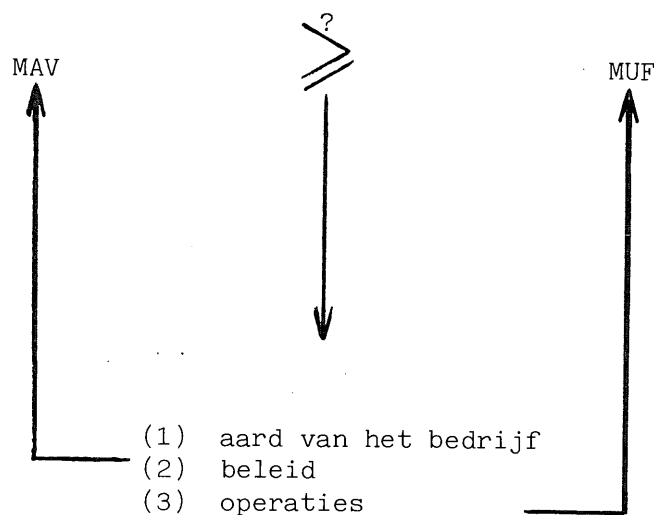 ?
⩾
MAV MUF
(1) aard van het bedrijf
(2) beleid
(3) operaties